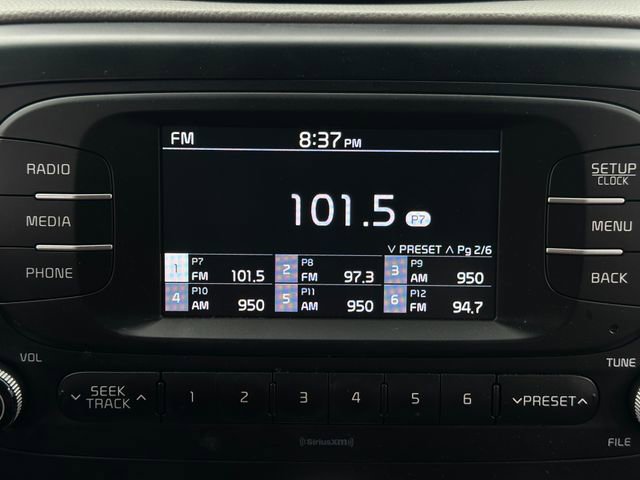 FM 8:37 PM
RADIO
SETUP
CLOCK
MEDIA
101.5 P7
MENU
∨ PRESET ∧ Pg 2/6
PHONE
BACK
1 P7 FM 101.5
2 P8 FM 97.3
3 P9 AM 950
4 P10 AM 950
5 P11 AM 950
6 P12 FM 94.7
VOL
TUNE
∨ SEEK TRACK ∧
1 2 3 4 5 6
∨PRESET∧
((SiriusXM))
FILE